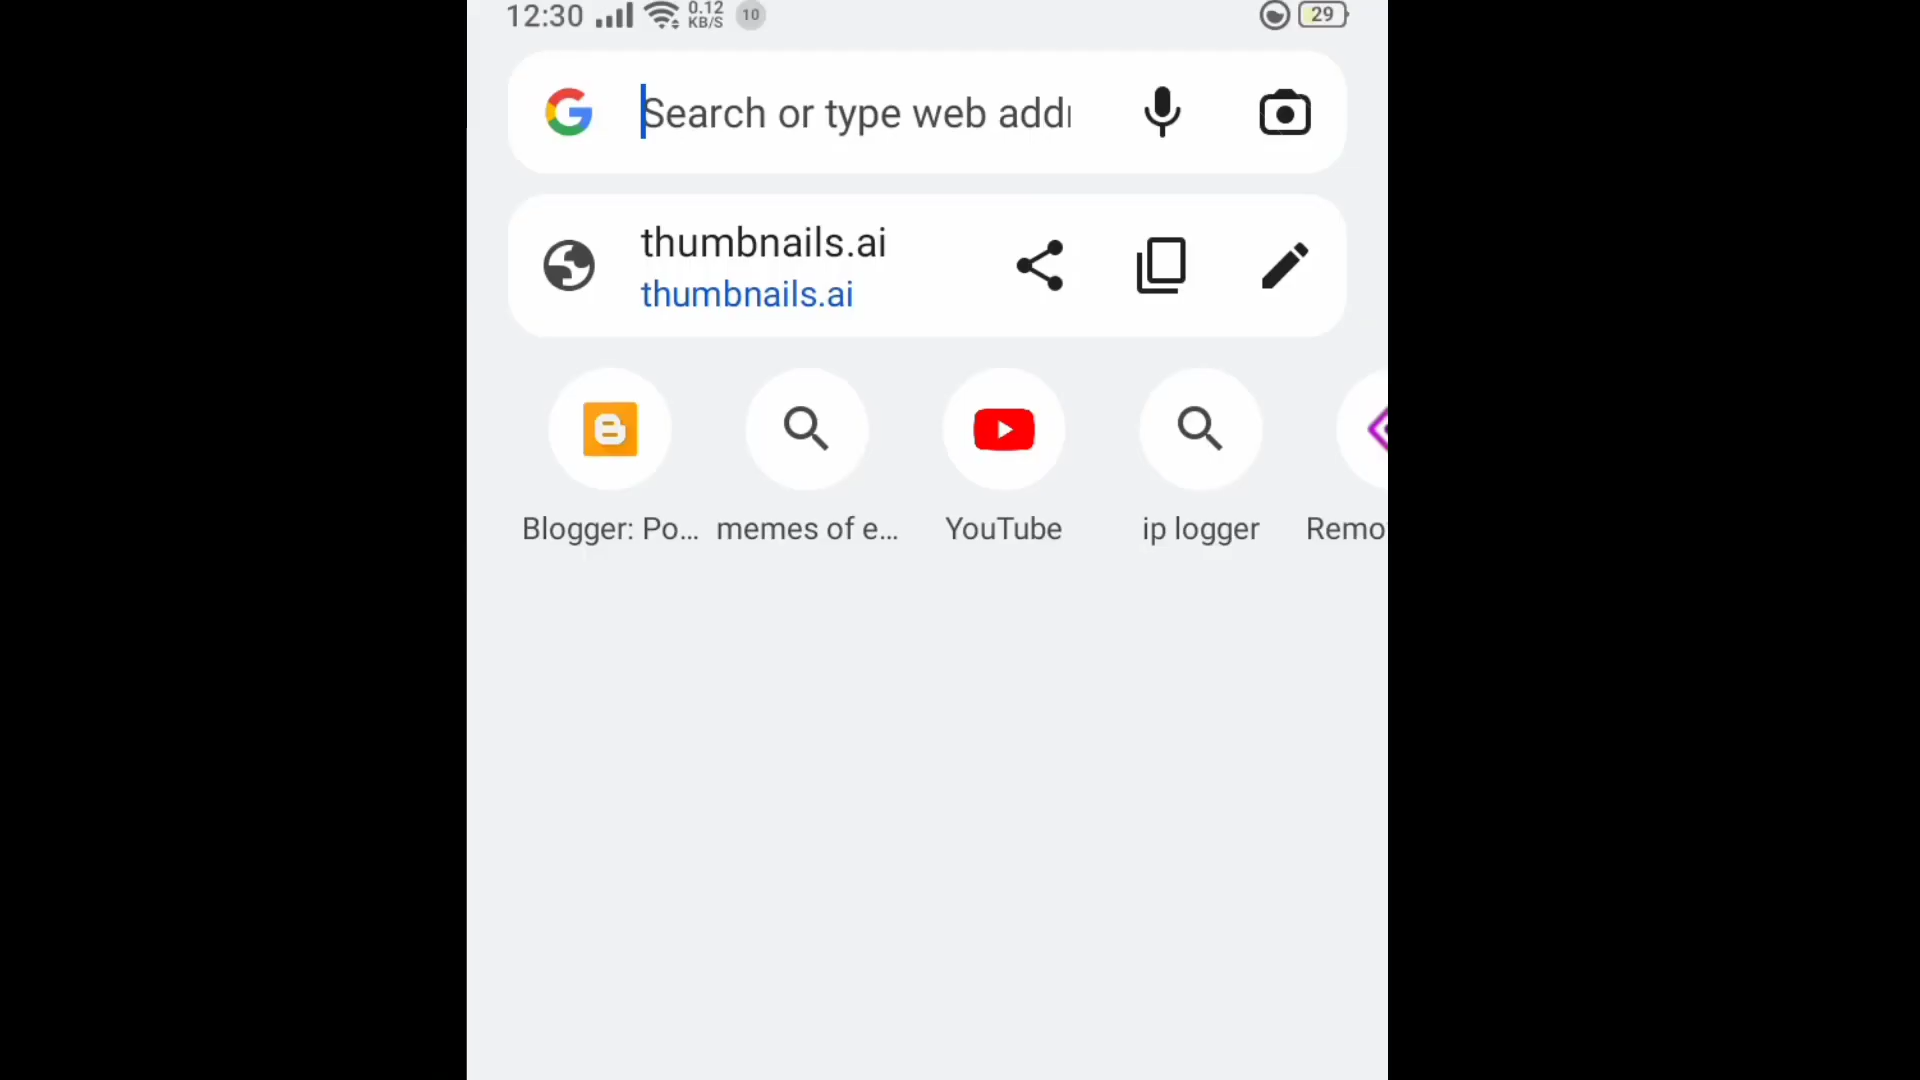 12:30 0.12 KB/S 10 29
Search or type web addr
thumbnails.ai
thumbnails.ai
Blogger: Po... memes of e... YouTube ip logger Remo